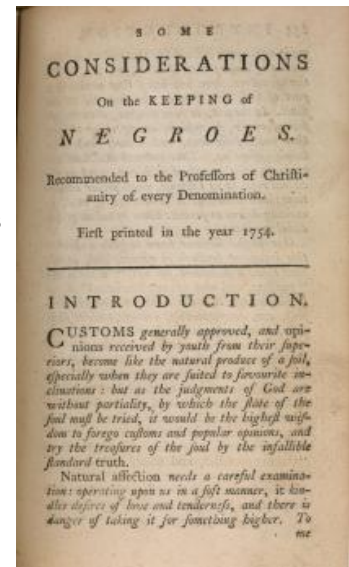 SOME
CONSIDERATIONS
On the KEEPING of
NEGROES.
Recommended to the Profeſſors of Chriſti-
anity of every Denomination.
Firſt printed in the year 1754.
INTRODUCTION.
CUSTOMS generally approved, and opi-
nions received by youth from their ſupe-
riors, become like the natural produce of a ſoil,
eſpecially when they are ſuited to favourite in-
clinations: but as the judgments of God are
without partiality, by which the ſtate of the
ſoul muſt be tried, it would be the higheſt wiſ-
dom to forego cuſtoms and popular opinions, and
try the treaſures of the ſoul by the infallible
ſtandard truth.
Natural affection needs a careful examina-
tion: operating upon us in a ſoft manner, it kin-
dles deſires of love and tenderneſs, and there is
danger of taking it for ſomething higher. To
me